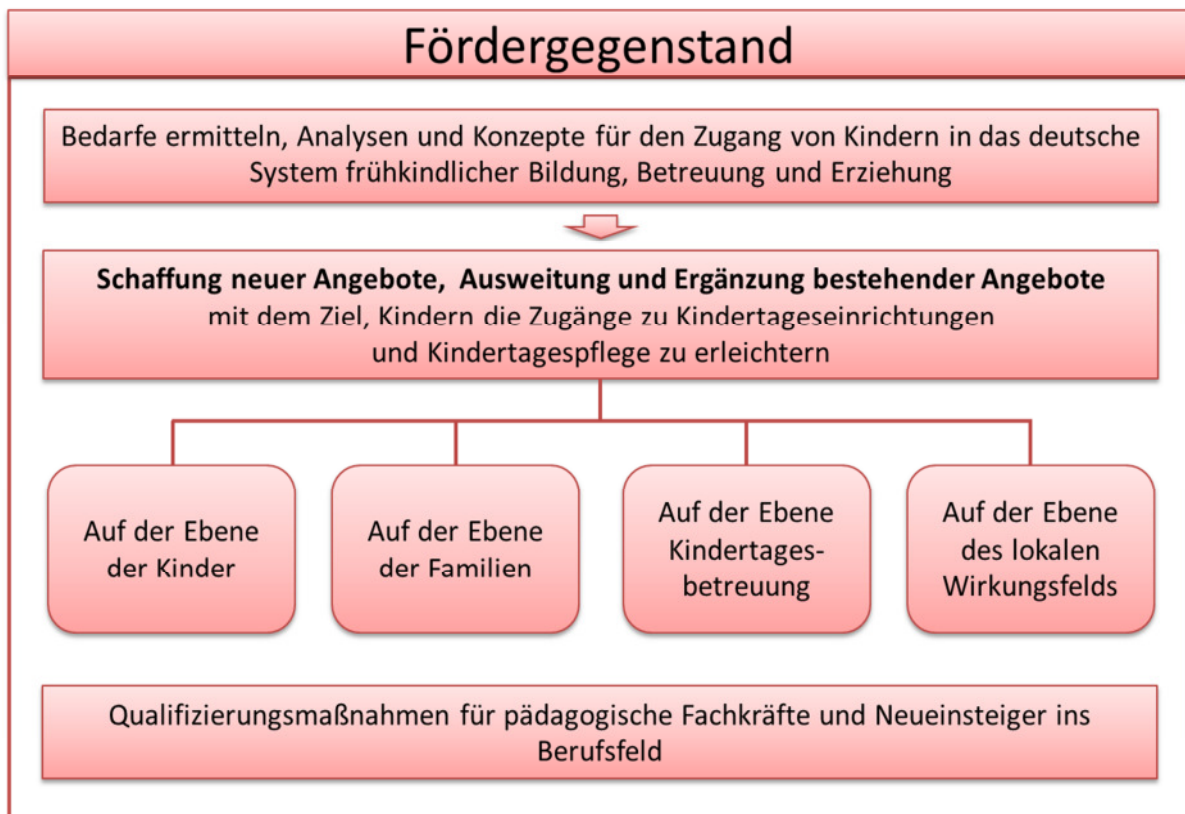 Fördergegenstand
Bedarfe ermitteln, Analysen und Konzepte für den Zugang von Kindern in das deutsche
System frühkindlicher Bildung, Betreuung und Erziehung
Schaffung neuer Angebote, Ausweitung und Ergänzung bestehender Angebote
mit dem Ziel, Kindern die Zugänge zu Kindertageseinrichtungen
und Kindertagespflege zu erleichtern
Auf der Ebene
der Kinder
Auf der Ebene
der Familien
Auf der Ebene
Kindertages-
betreuung
Auf der Ebene
des lokalen
Wirkungsfelds
Qualifizierungsmaßnahmen für pädagogische Fachkräfte und Neueinsteiger ins
Berufsfeld